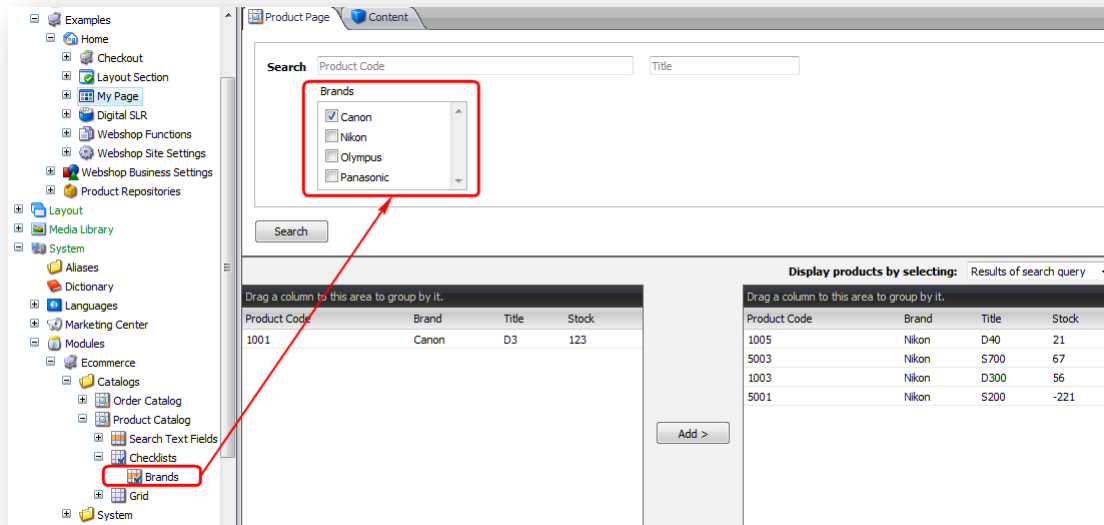 Examples
Home
Checkout
Layout Section
My Page
Digital SLR
Webshop Functions
Webshop Site Settings
Webshop Business Settings
Product Repositories
Layout
Media Library
System
Aliases
Dictionary
Languages
Marketing Center
Modules
Ecommerce
Catalogs
Order Catalog
Product Catalog
Search Text Fields
Checklists
Brands
Grid
System
Product Page Content
Search Product Code Title
Brands
Canon
Nikon
Olympus
Panasonic
Search
Display products by selecting: Results of search query
Drag a column to this area to group by it.
Product Code Brand Title Stock
1001 Canon D3 123
Add >
Drag a column to this area to group by it.
Product Code Brand Title Stock
1005 Nikon D40 21
5003 Nikon S700 67
1003 Nikon D300 56
5001 Nikon S200 -221